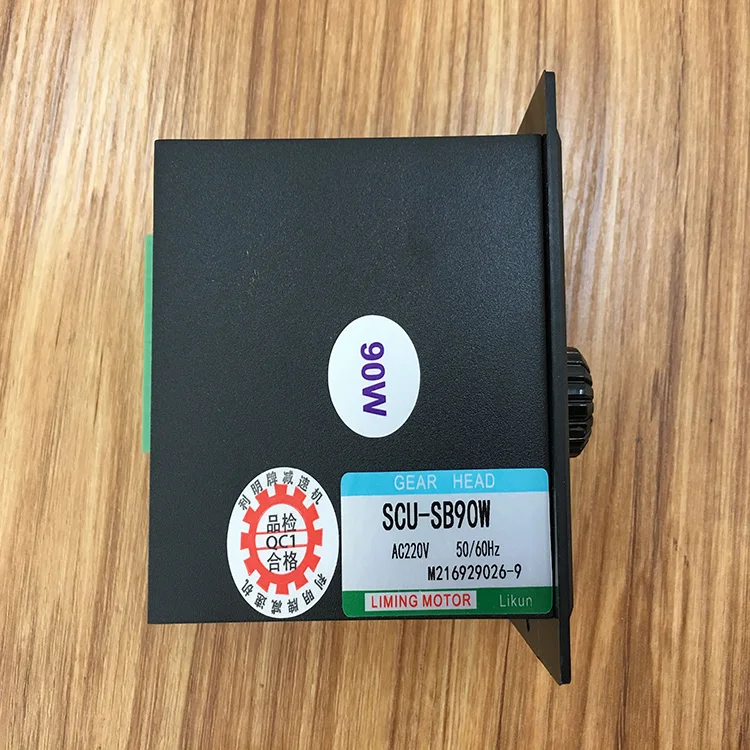 90W
利明牌减速机
品检
QC1
合格
利明牌减速机
GEAR HEAD
SCU-SB90W
AC220V 50/60Hz
M216929026-9
LIMING MOTOR Likun